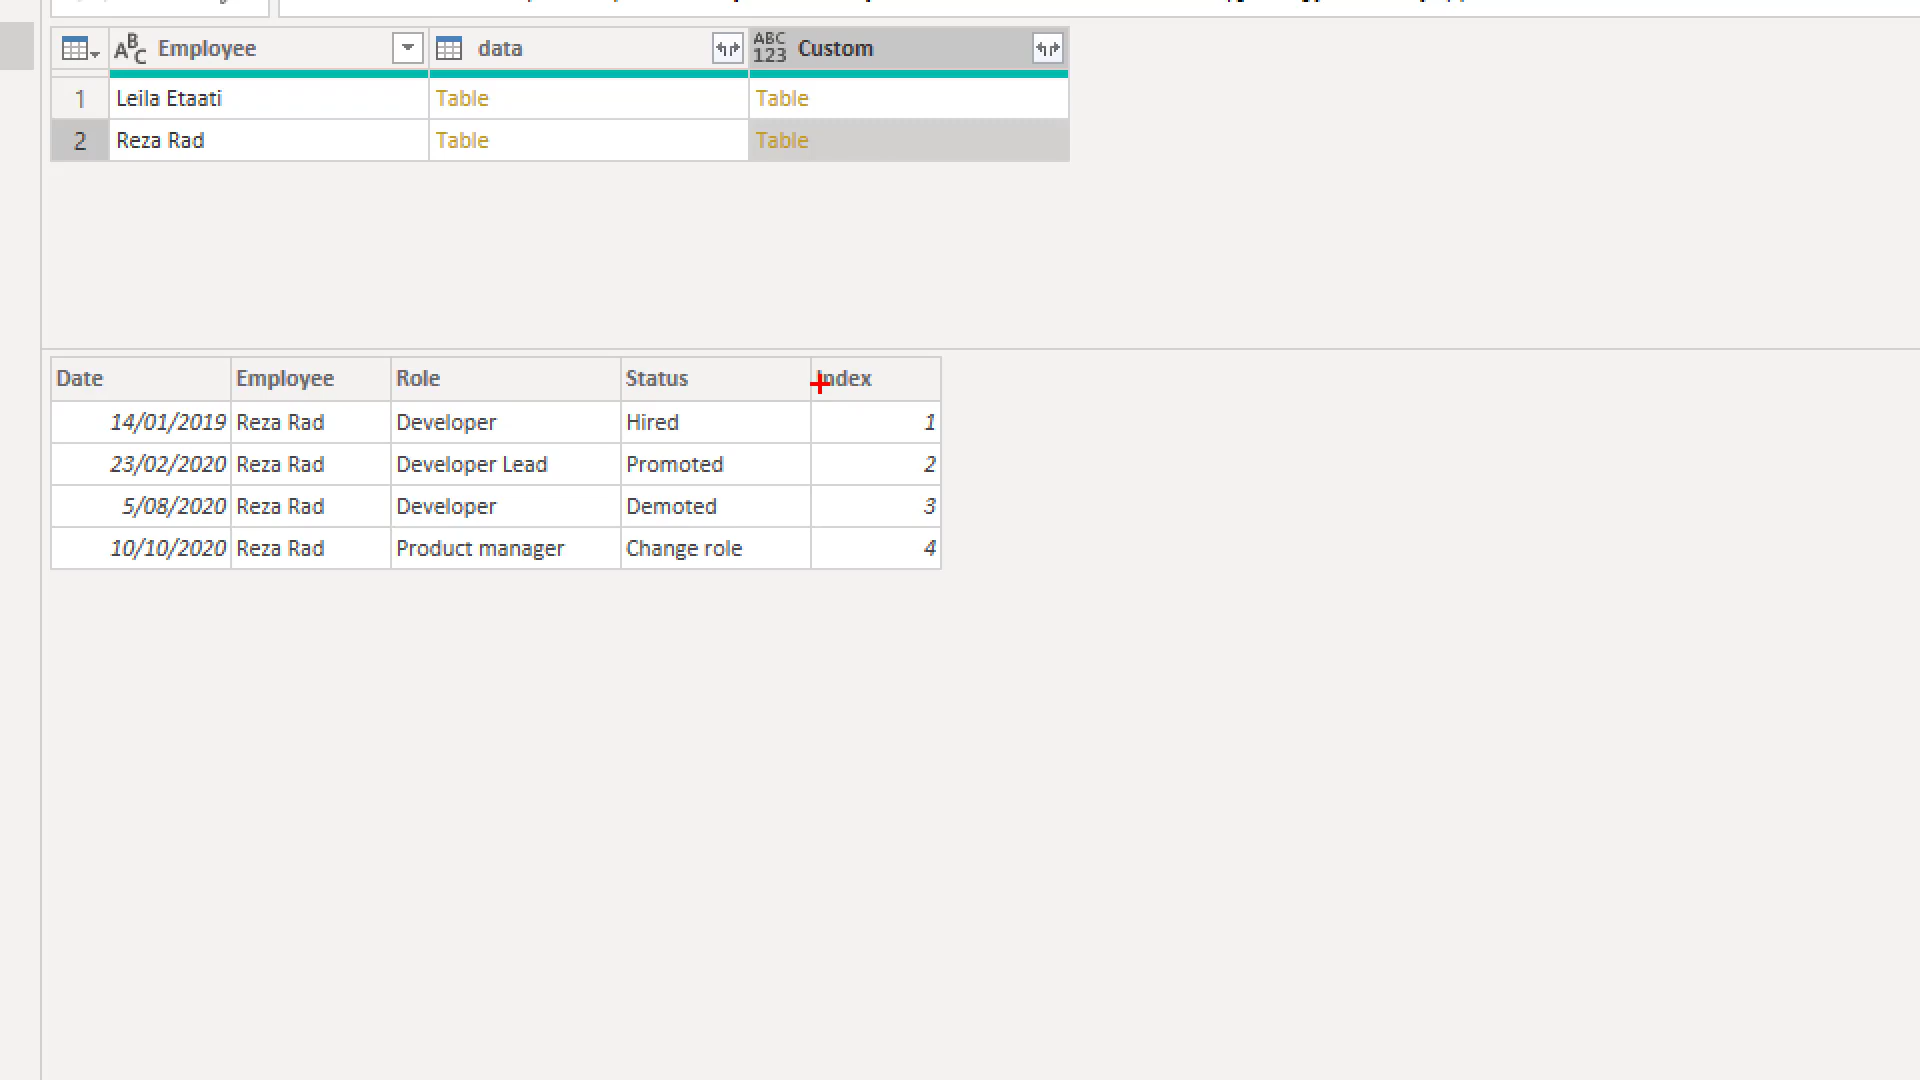 Employee data ABC 123 Custom
1 Leila Etaati Table Table
2 Reza Rad Table Table
Date Employee Role Status Index
14/01/2019 Reza Rad Developer Hired 1
23/02/2020 Reza Rad Developer Lead Promoted 2
5/08/2020 Reza Rad Developer Demoted 3
10/10/2020 Reza Rad Product manager Change role 4